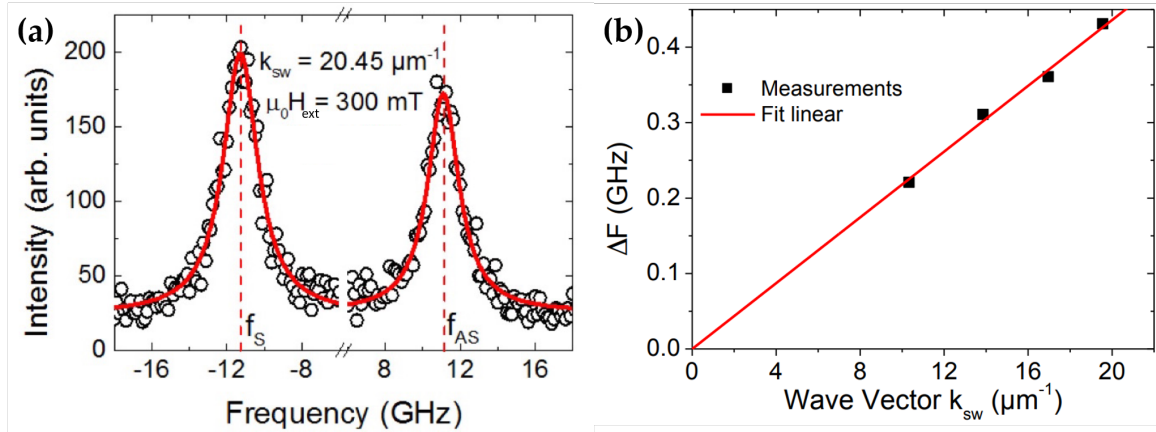 (a)
k_sw = 20.45 µm⁻¹
µ₀H_ext = 300 mT
Intensity (arb. units)
200
150
100
50
0
f_S
f_AS
-16 -12 -8 8 12 16
Frequency (GHz)
(b)
Measurements
Fit linear
ΔF (GHz)
0.4
0.3
0.2
0.1
0.0
0 4 8 12 16 20
Wave Vector k_sw (µm⁻¹)